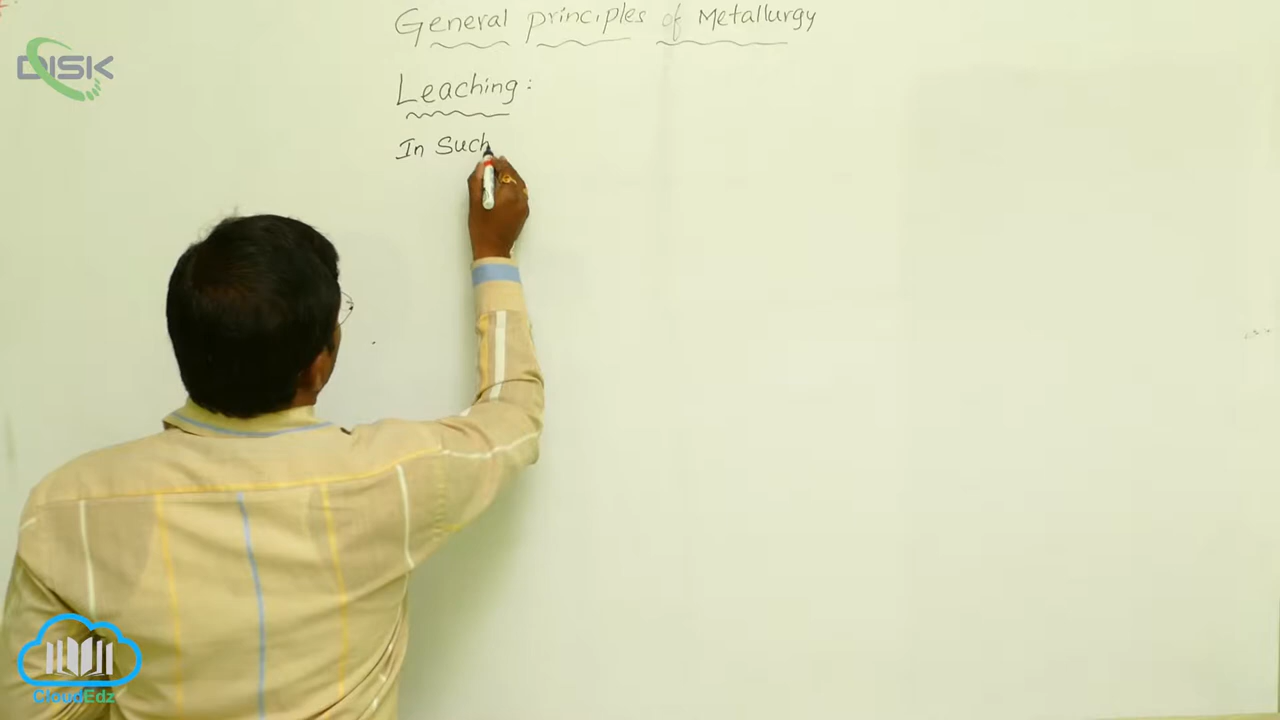 General principles of Metallurgy
DISK
Leaching :
In Such
CloudEdz